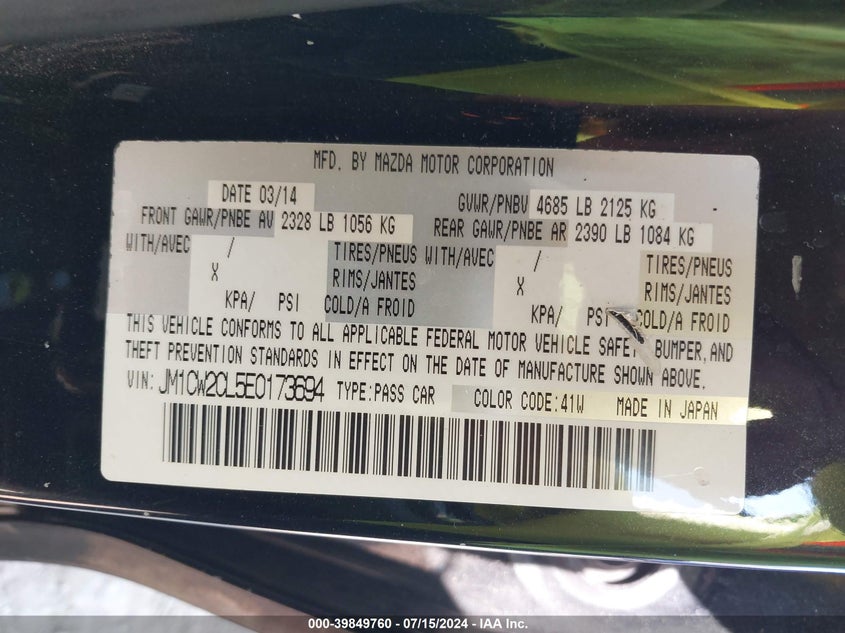 MFD. BY MAZDA MOTOR CORPORATION
DATE 03/14 GVWR/PNBV 4685 LB 2125 KG
FRONT GAWR/PNBE AV 2328 LB 1056 KG REAR GAWR/PNBE AR 2390 LB 1084 KG
WITH/AVEC / TIRES/PNEUS WITH/AVEC / TIRES/PNEUS
X RIMS/JANTES X RIMS/JANTES
KPA/ PSI COLD/A FROID KPA/ PSI COLD/A FROID
THIS VEHICLE CONFORMS TO ALL APPLICABLE FEDERAL MOTOR VEHICLE SAFETY, BUMPER, AND
THEFT PREVENTION STANDARDS IN EFFECT ON THE DATE OF MANUFACTURE SHOWN ABOVE.
VIN: JM1CW2CL5E0173694 TYPE:PASS CAR COLOR CODE:41W MADE IN JAPAN
000-39849760 - 07/15/2024 - IAA Inc.